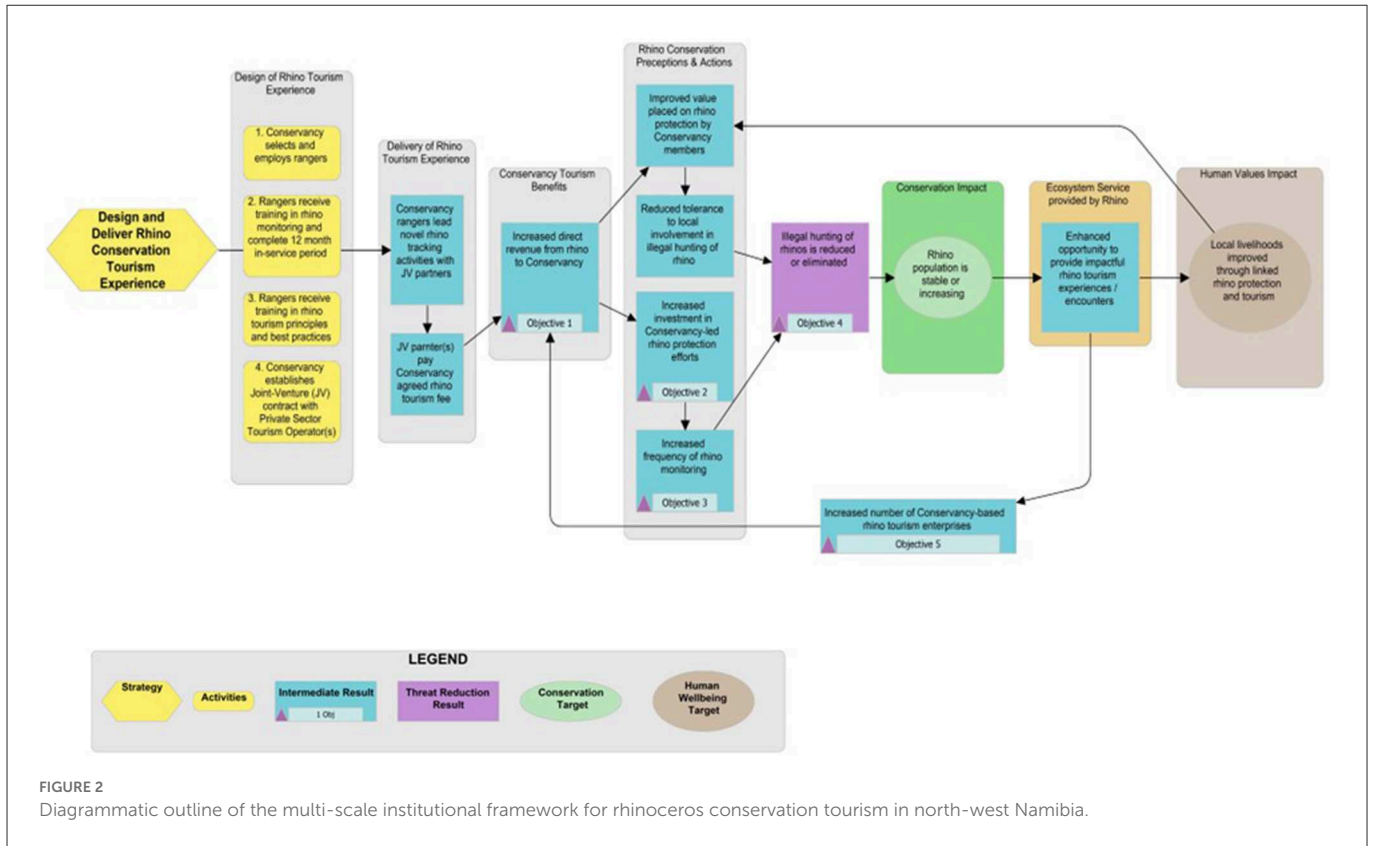 Design and
Deliver Rhino
Conservation
Tourism
Experience
Design of Rhino Tourism
Experience
1. Conservancy
selects and
employs rangers
2. Rangers receive
training in rhino
monitoring and
complete 12 month
in-service period
3. Rangers receive
training in rhino
tourism principles
and best practices
4. Conservancy
establishes
Joint-Venture (JV)
contract with
Private Sector
Tourism Operator(s)
Delivery of Rhino
Tourism Experience
Conservancy
rangers lead
novel rhino
tracking
activities with
JV partners
JV parnter(s)
pay
Conservancy
agreed rhino
tourism fee
Conservancy Tourism
Benefits
Increased direct
revenue from rhino
to Conservancy
Objective 1
Rhino Conservation
Preceptions & Actions
Improved value
placed on rhino
protection by
Conservancy
members
Reduced tolerance
to local
involvement in
illegal hunting of
rhino
Increased
investment in
Conservancy-led
rhino protection
efforts
Objective 2
Increased
frequency of rhino
monitoring
Objective 3
Illegal hunting of
rhinos is reduced
or eliminated
Objective 4
Conservation Impact
Rhino
population is
stable or
increasing
Ecosystem Service
provided by Rhino
Enhanced
opportunity to
provide impactful
rhino tourism
experiences /
encounters
Human Values Impact
Local livelihoods
improved
through linked
rhino protection
and tourism
Increased number of Conservancy-based
rhino tourism enterprises
Objective 5
LEGEND
Strategy
Activities
Intermediate Result
1 Obj
Threat Reduction
Result
Conservation
Target
Human
Wellbeing
Target
FIGURE 2
Diagrammatic outline of the multi-scale institutional framework for rhinoceros conservation tourism in north-west Namibia.